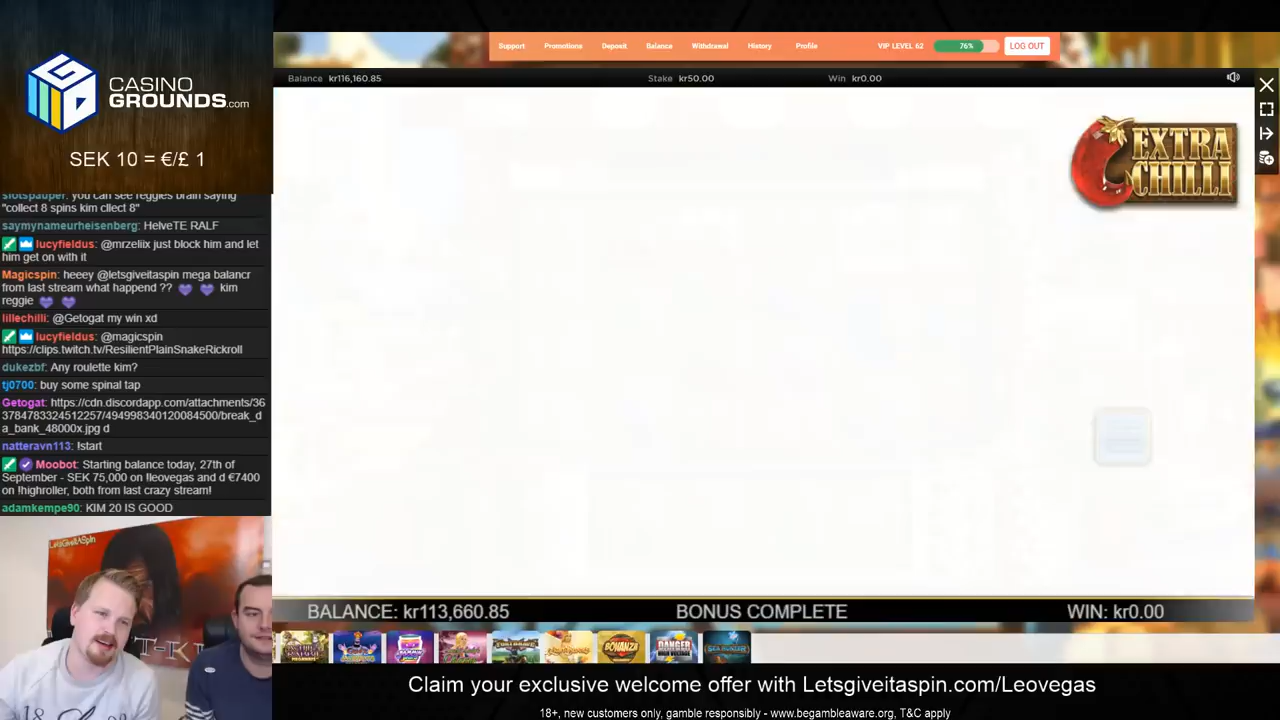 CASINO
GROUNDS.com
SEK 10 = €/£ 1
slotspauper: you can see reggies brain saying
"collect 8 spins kim cllect 8"
saymynameurheisenberg: HelveTE RALF
lucyfieldus: @mrzeliix just block him and let
him get on with it
Magicspin: heeey @letsgiveitaspin mega balancr
from last stream what happend ?? kim
reggie
lillechilli: @Getogat my win xd
lucyfieldus: @magicspin
https://clips.twitch.tv/ResilientPlainSnakeRickroll
dukezbf: Any roulette kim?
tj0700: buy some spinal tap
Getogat: https://cdn.discordapp.com/attachments/36
3784783324512257/494998340120084500/break_d
a_bank_48000x.jpg d
natteravn113: !start
Moobot: Starting balance today, 27th of
September - SEK 75,000 on !leovegas and d €7400
on !highroller, both from last crazy stream!
adamkempe90: KIM 20 IS GOOD
LetsGiveItASpin
Support Promotions Deposit Balance Withdrawal History Profile VIP LEVEL 62 76% LOG OUT
Balance kr116,160.85 Stake kr50.00 Win kr0.00
EXTRA
CHILLI
BALANCE: kr113,660.85 BONUS COMPLETE WIN: kr0.00
BONANZA
DANGER
Claim your exclusive welcome offer with Letsgiveitaspin.com/Leovegas
18+, new customers only, gamble responsibly - www.begambleaware.org, T&C apply